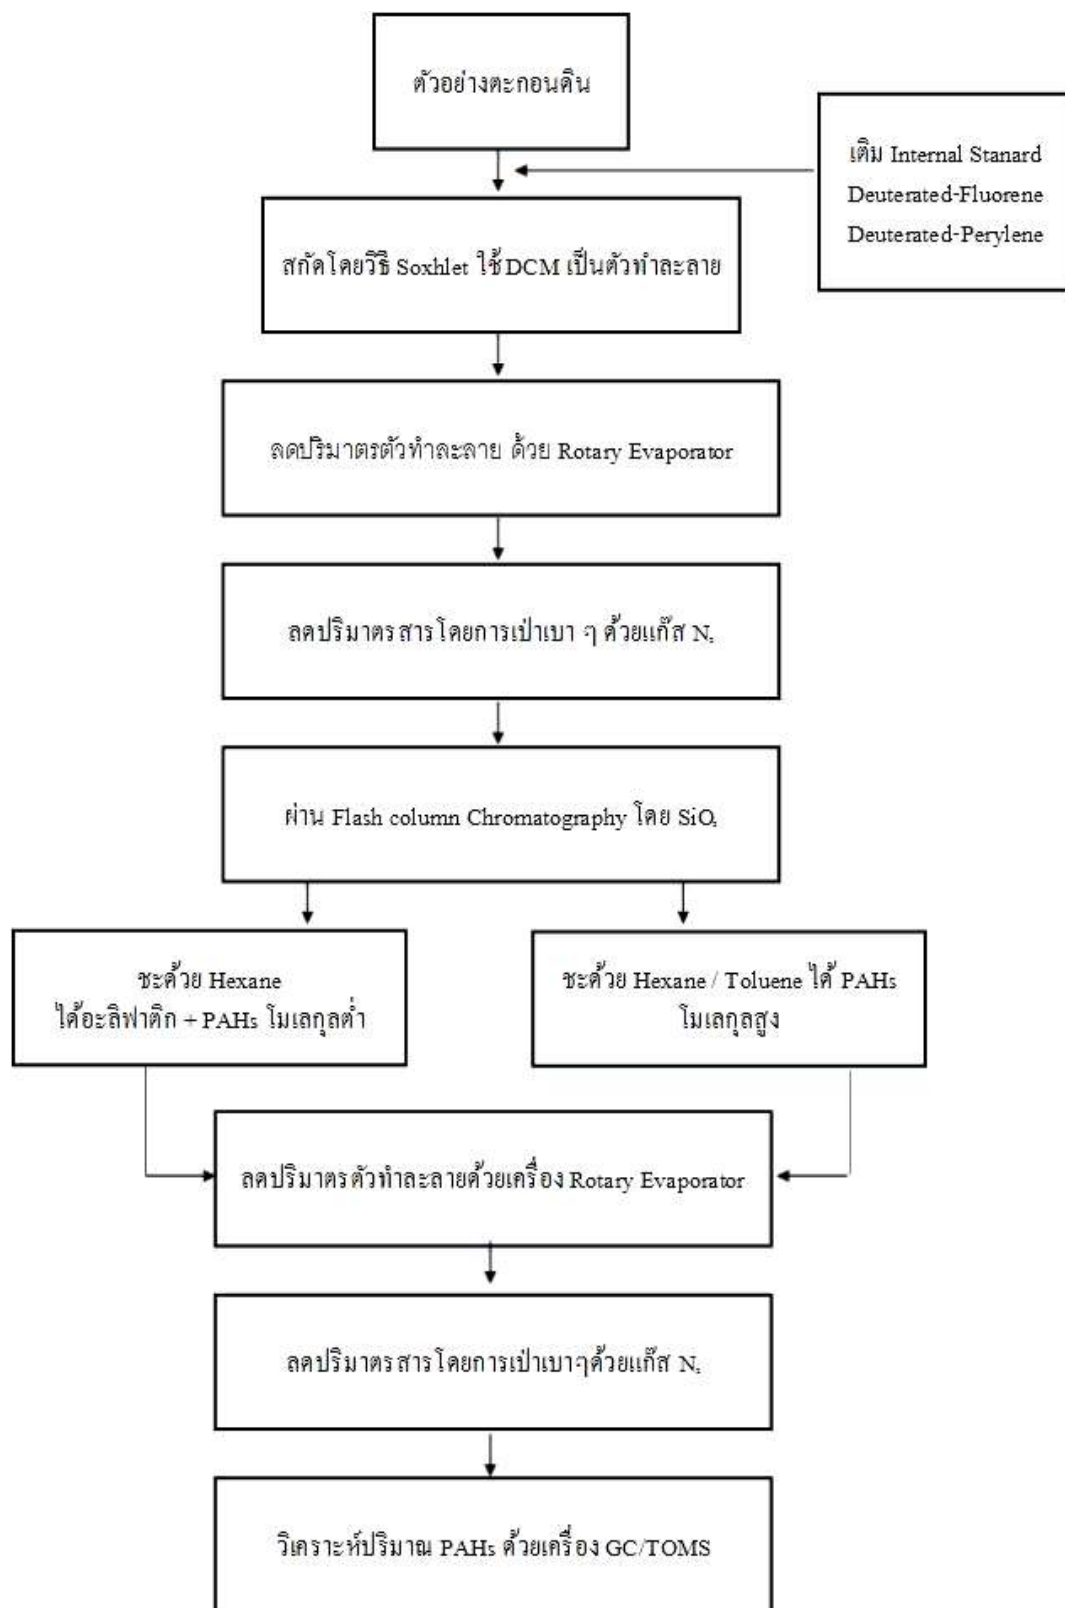 ตัวอย่างตะกอนดิน
เติม Internal Stanard
Deuterated-Fluorene
Deuterated-Perylene
สกัดโดยวิธี Soxhlet ใช้ DCM เป็นตัวทำละลาย
ลดปริมาตรตัวทำละลาย ด้วย Rotary Evaporator
ลดปริมาตรสารโดยการเป่าเบา ๆ ด้วยแก๊ส N₂
ผ่าน Flash column Chromatography โดย SiO₂
ชะด้วย Hexane
ได้อะลิฟาติก + PAHs โมเลกุลต่ำ
ชะด้วย Hexane / Toluene ได้ PAHs
โมเลกุลสูง
ลดปริมาตรตัวทำละลายด้วยเครื่อง Rotary Evaporator
ลดปริมาตรสารโดยการเป่าเบาๆด้วยแก๊ส N₂
วิเคราะห์ปริมาณ PAHs ด้วยเครื่อง GC/TOMS